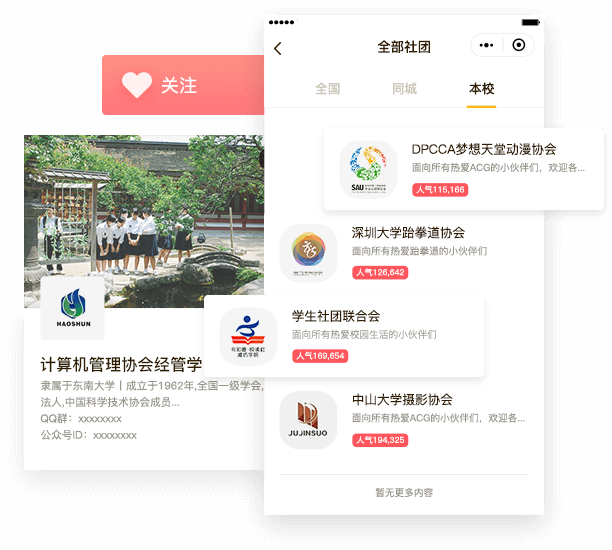 关注
HAOSHUN
计算机管理协会经管学
隶属于东南大学丨成立于1962年,全国一级学会,
法人,中国科学技术协会成员...
QQ群：xxxxxxxx
公众号ID：xxxxxxxx
全部社团
全国
同城
本校
SAU
DPCCA梦想天堂动漫协会
面向所有热爱ACG的小伙伴们，欢迎各...
人气115,166
深圳大学跆拳道协会
面向所有热爱跆拳道的小伙伴们
人气126,642
学生社团联合会
面向所有热爱校园生活的小伙伴们
人气169,654
JUJINSUO
中山大学摄影协会
面向所有热爱ACG的小伙伴们，欢迎各...
人气194,325
暂无更多内容